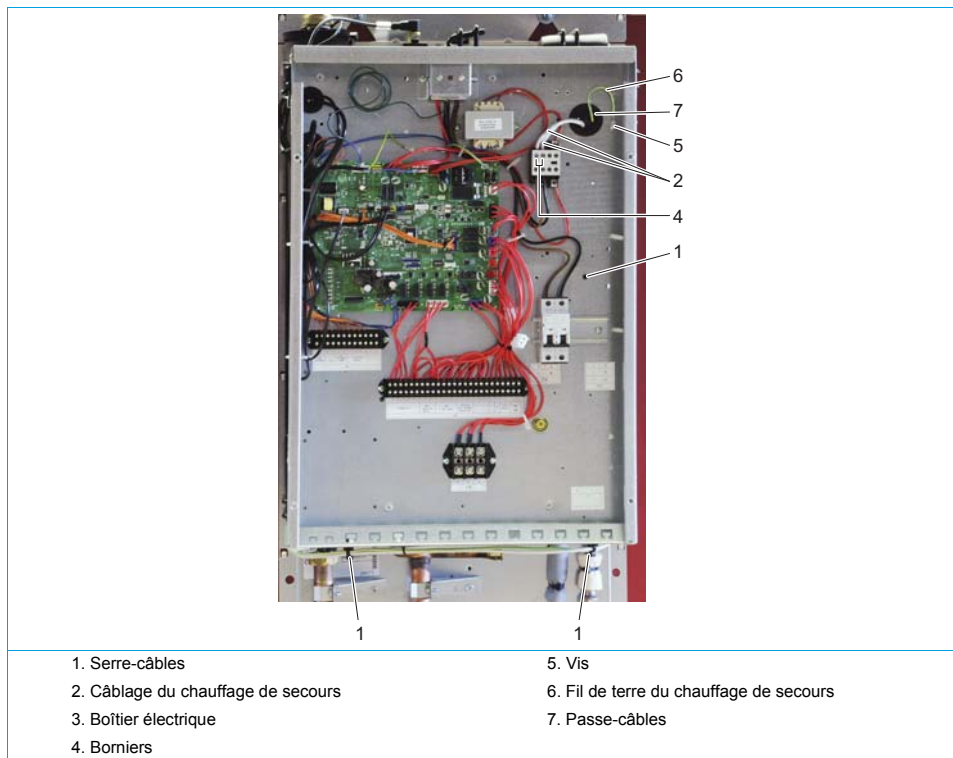 6
7
5
2
4
1
1
1
1. Serre-câbles
2. Câblage du chauffage de secours
3. Boîtier électrique
4. Borniers
5. Vis
6. Fil de terre du chauffage de secours
7. Passe-câbles